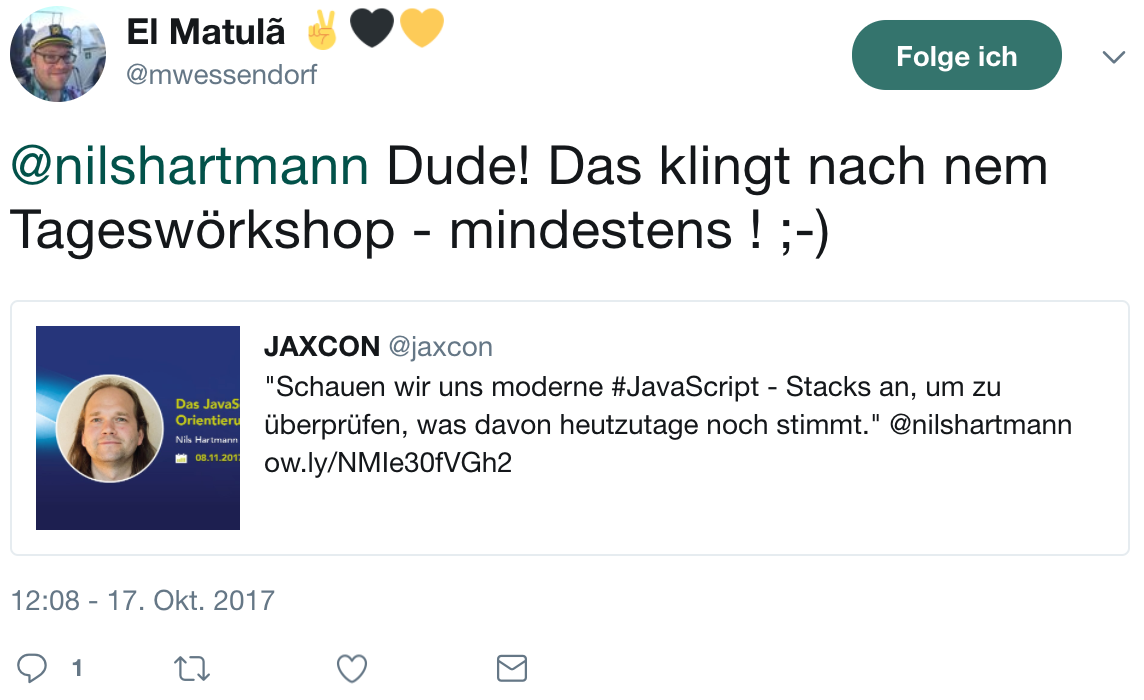 El Matulã ✌️🖤💛
@mwessendorf
Folge ich
@nilshartmann Dude! Das klingt nach nem
Tageswörkshop - mindestens ! ;-)
Das JavaS
Orientieru
Nils Hartmann
08.11.2017
JAXCON @jaxcon
"Schauen wir uns moderne #JavaScript - Stacks an, um zu
überprüfen, was davon heutzutage noch stimmt." @nilshartmann
ow.ly/NMIe30fVGh2
12:08 - 17. Okt. 2017
1